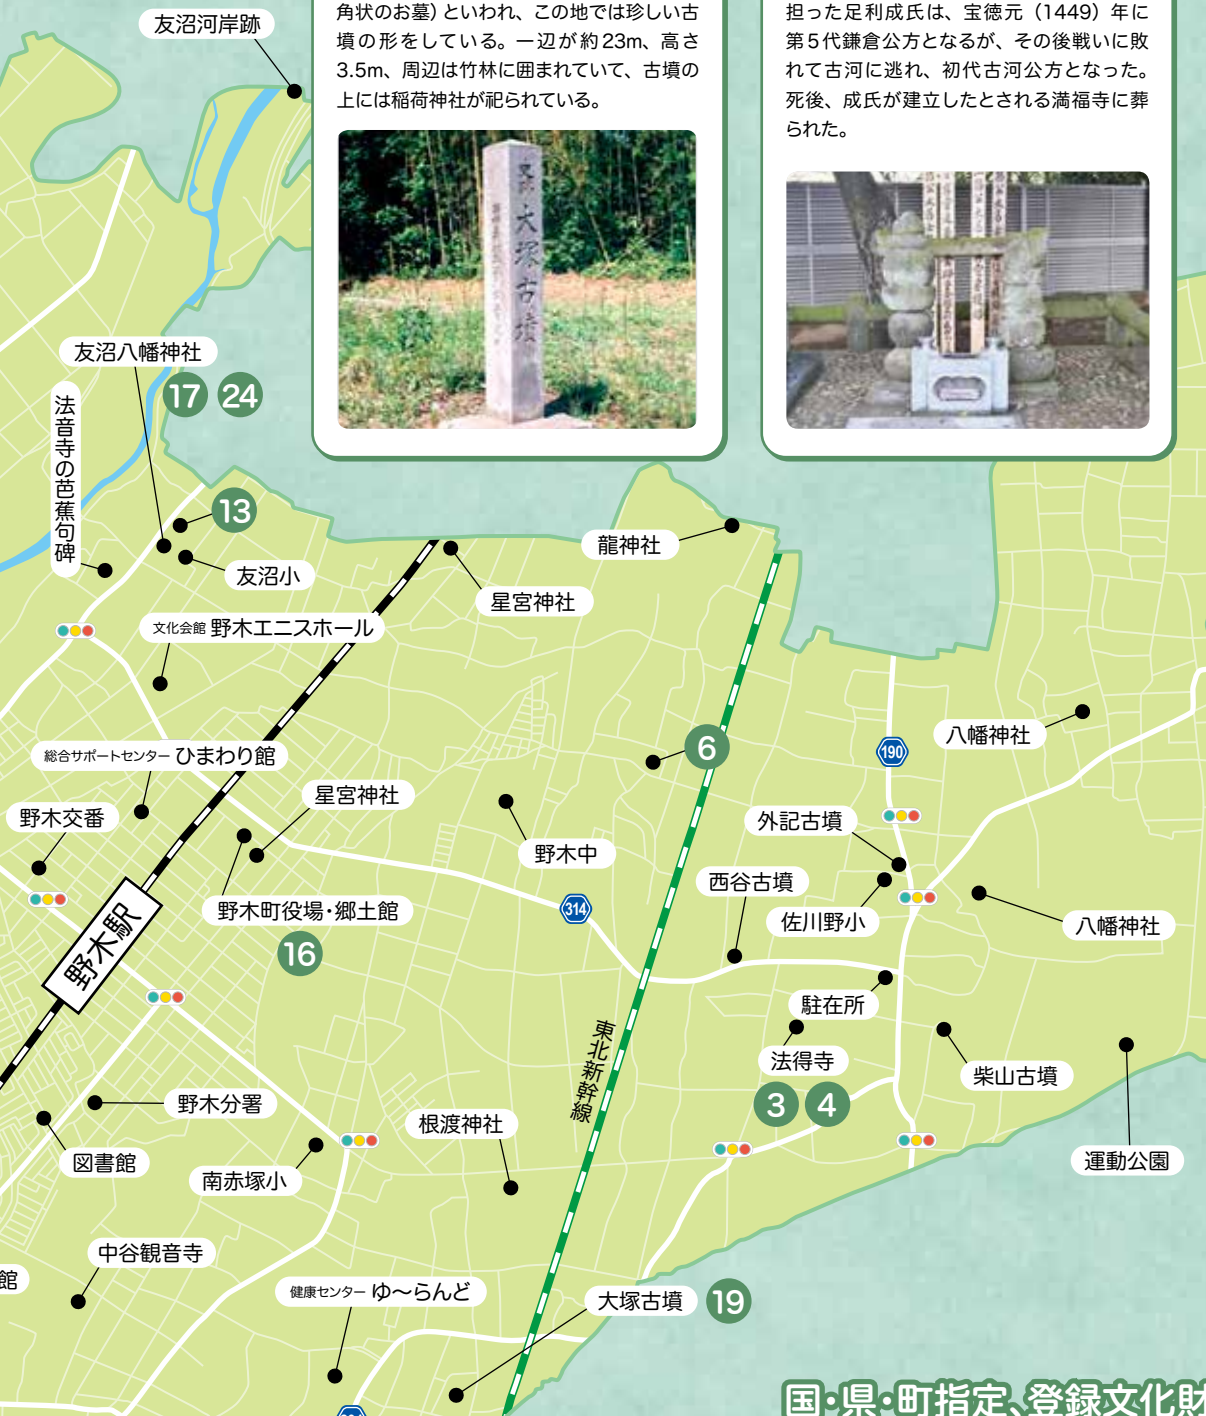 友沼河岸跡
角状のお墓)といわれ、この地では珍しい古
墳の形をしている。一辺が約23m、高さ
3.5m、周辺は竹林に囲まれていて、古墳の
上には稲荷神社が祀られている。
大塚古墳
担った足利成氏は、宝徳元（1449）年に
第5代鎌倉公方となるが、その後戦いに敗
れて古河に逃れ、初代古河公方となった。
死後、成氏が建立したとされる満福寺に葬
られた。
友沼八幡神社
17 24
法音寺の芭蕉句碑
13
友沼小
龍神社
星宮神社
文化会館 野木エニスホール
総合サポートセンター ひまわり館
6
190
八幡神社
野木交番
星宮神社
野木中
外記古墳
西谷古墳
佐川野小
八幡神社
野木町役場・郷土館
16
314
野木駅
駐在所
東北新幹線
法得寺
3 4
柴山古墳
運動公園
野木分署
図書館
南赤塚小
根渡神社
中谷観音寺
館
健康センター ゆ〜らんど
大塚古墳 19
国・県・町指定、登録文化財